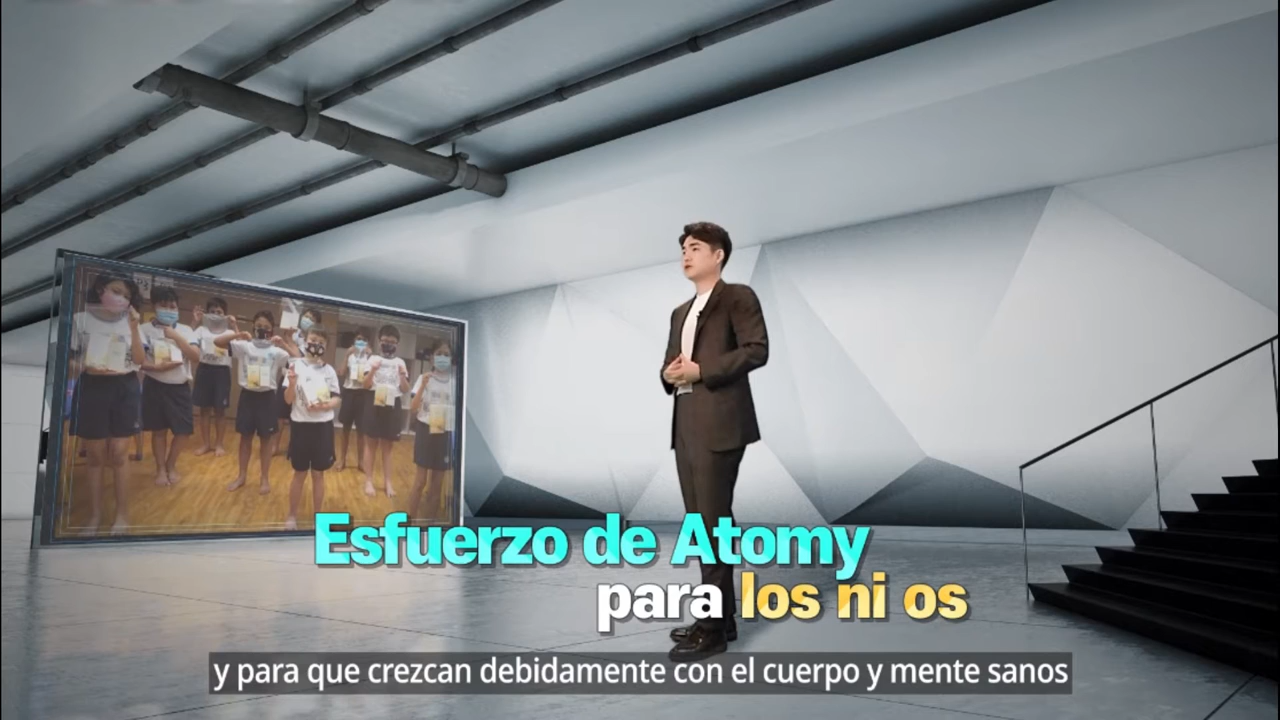 Esfuerzo de Atomy
para los ni os
y para que crezcan debidamente con el cuerpo y mente sanos